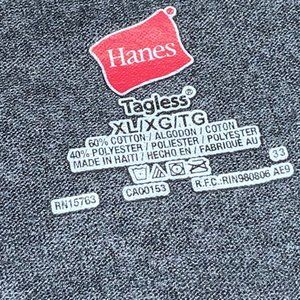 Hanes
Tagless®
XL/XG/TG
60% COTTON / ALGODON / COTON
40% POLYESTER / POLIESTER / POLYESTER
MADE IN HAITI / HECHO EN / FABRIQUE AU
33
RN15763
CA00153
R.F.C.:RIN980806 AE9